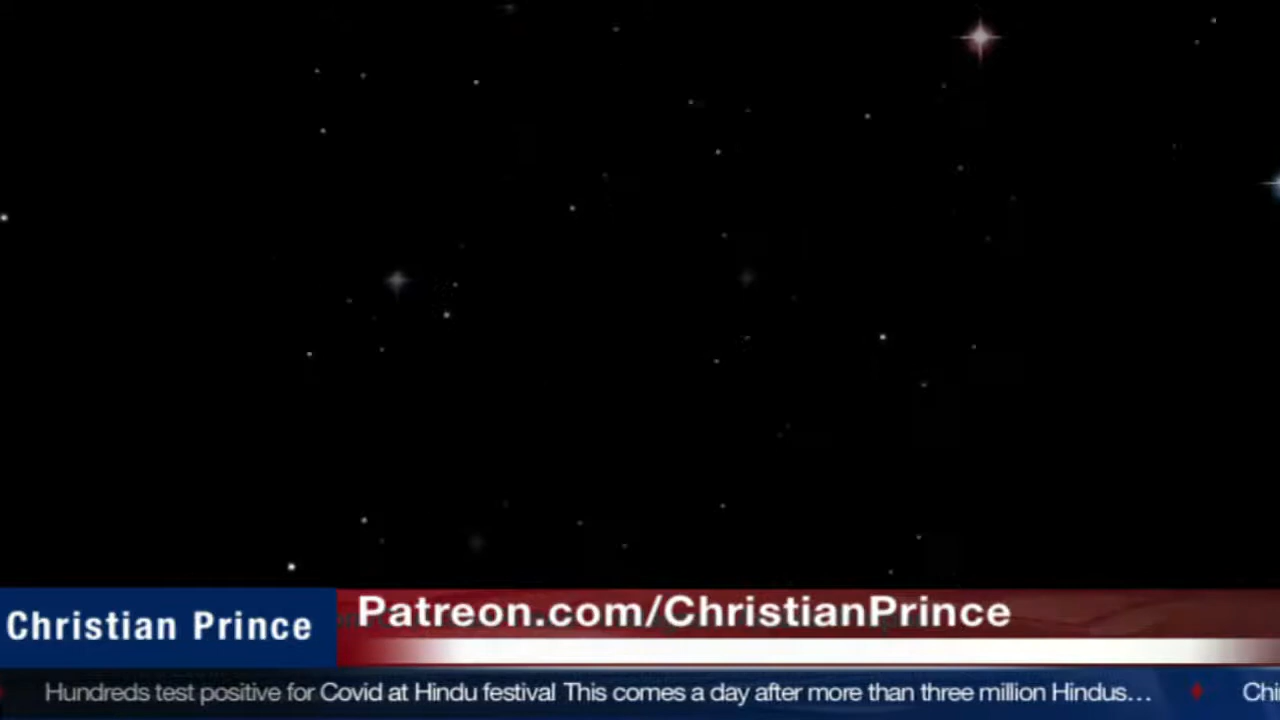 Patreon.com/ChristianPrince
Christian Prince
Hundreds test positive for Covid at Hindu festival This comes a day after more than three million Hindus…